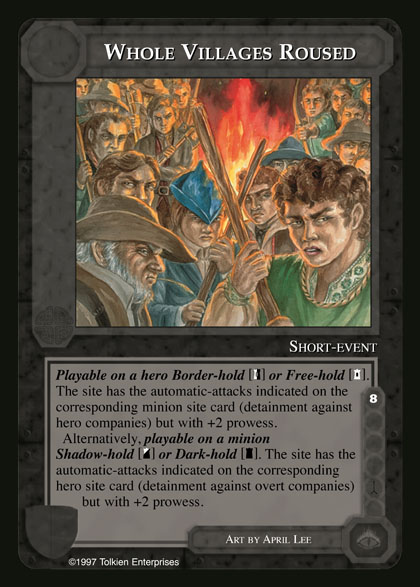 WHOLE VILLAGES ROUSED
SHORT-EVENT
Playable on a hero Border-hold [] or Free-hold [].
The site has the automatic-attacks indicated on the
corresponding minion site card (detainment against
hero companies) but with +2 prowess.
Alternatively, playable on a minion
Shadow-hold [] or Dark-hold []. The site has the
automatic-attacks indicated on the corresponding
hero site card (detainment against overt companies)
but with +2 prowess.
8
ART BY APRIL LEE
©1997 Tolkien Enterprises